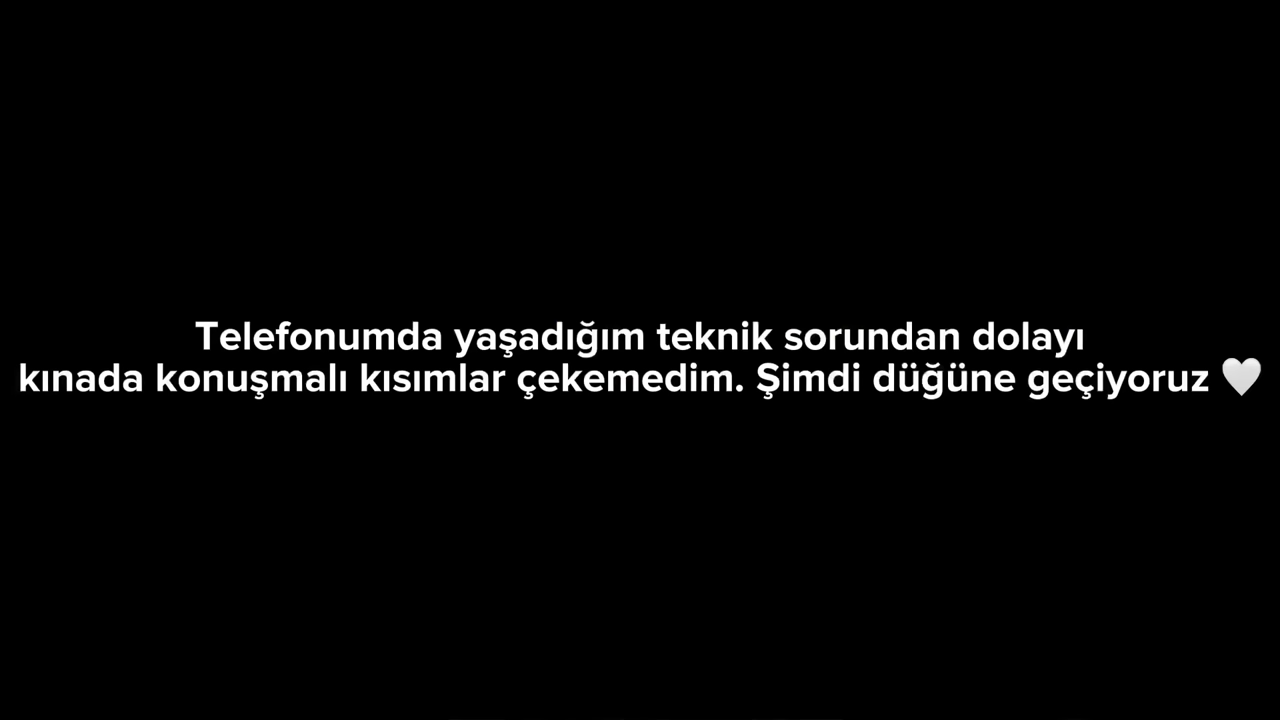 Telefonumda yaşadığım teknik sorundan dolayı
kınada konuşmalı kısımlar çekemedim. Şimdi düğüne geçiyoruz 🤍